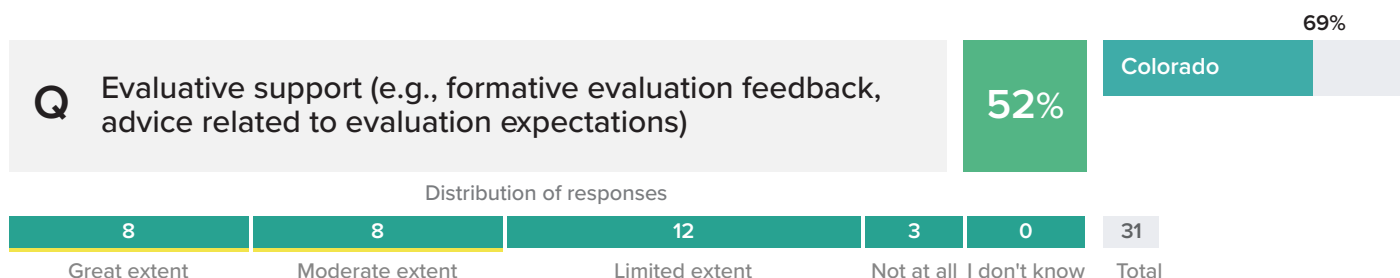 69%
Q Evaluative support (e.g., formative evaluation feedback,
advice related to evaluation expectations)
52%
Colorado
Distribution of responses
8 8 12 3 0 31
Great extent Moderate extent Limited extent Not at all I don't know Total